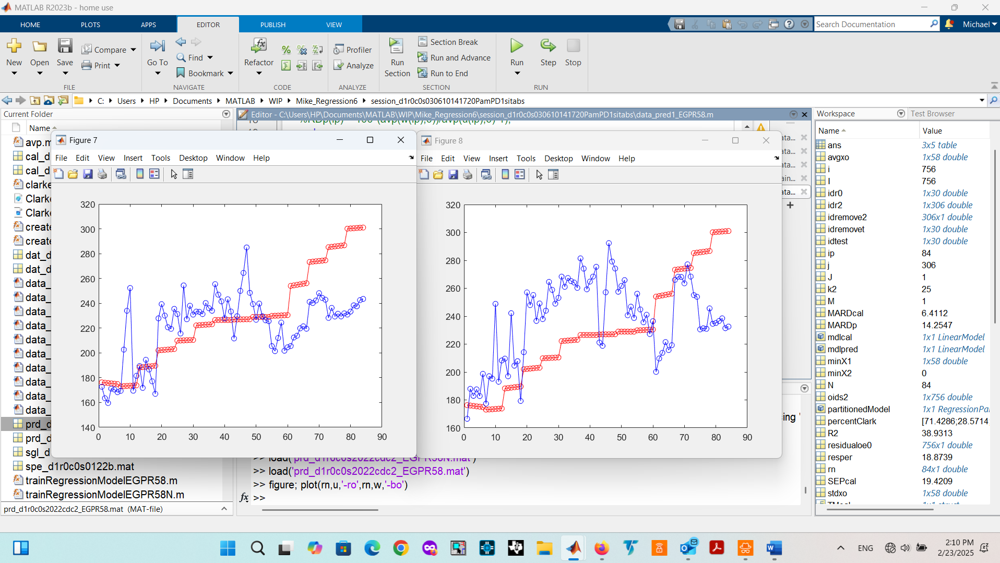 MATLAB R2023b - home use
HOME PLOTS APPS EDITOR PUBLISH VIEW Search Documentation Michael
New Open Save Compare Print Go To Find Bookmark Refactor Profiler Analyze Run Section Section Break Run and Advance Run to End Run Step Stop
FILE NAVIGATE CODE ANALYZE SECTION RUN
C: Users HP Documents MATLAB WIP Mike_Regression6 session_d1r0c0s030610141720PamPD1sitabs
Current Folder
Name
avp.m
cal_d
cal_d
clarke
Clarke
Clarke
create
create
dat_d
dat_d
data_
data_
data_
data_
data_
data_
data_
data_
data_
data_
prd_d
prd_d
sgl_d
spe_d1r0c0s0122b.mat
trainRegressionModelEGPR58.m
trainRegressionModelEGPR58N.m
prd_d1r0c0s2022cdc2_EGPR58.mat (MAT-file)
Editor - C:\Users\HP\Documents\MATLAB\WIP\Mike_Regression6\session_d1r0c0s030610141720PamPD1sitabs\data_pred1_EGPR58.m
Figure 7
File Edit View Insert Tools Desktop Window Help
320
300
280
260
240
220
200
180
160
140
0 10 20 30 40 50 60 70 80 90
Figure 8
File Edit View Insert Tools Desktop Window Help
320
300
280
260
240
220
200
180
160
0 10 20 30 40 50 60 70 80 90
ata...
ata...
ata...
ain...
ata...
ing '
>> load('prd_d1r0c0s2022cdc2_EGPR58N.mat')
>> load('prd_d1r0c0s2022cdc2_EGPR58.mat')
>> figure; plot(rn,u,'-ro',rn,w,'-bo')
fx >>
Workspace Test Browser
Name Value
ans 3x5 table
avgxo 1x58 double
i 756
I 756
idr0 1x30 double
idr2 1x306 double
idremove2 306x1 double
idremovet 1x30 double
idtest 1x30 double
ip 84
j 306
J 1
k2 25
M 1
MARDcal 6.4112
MARDp 14.2547
mdlcal 1x1 LinearModel
mdlpred 1x1 LinearModel
minX1 1x58 double
minX2 0
N 84
oids2 1x756 double
partitionedModel 1x1 RegressionPar
percentClark [71.4286;28.5714
R2 38.9313
residualoe0 756x1 double
resper 18.8739
rn 84x1 double
SEPcal 19.4209
stdxo 1x58 double
ENG
2:10 PM
2/23/2025